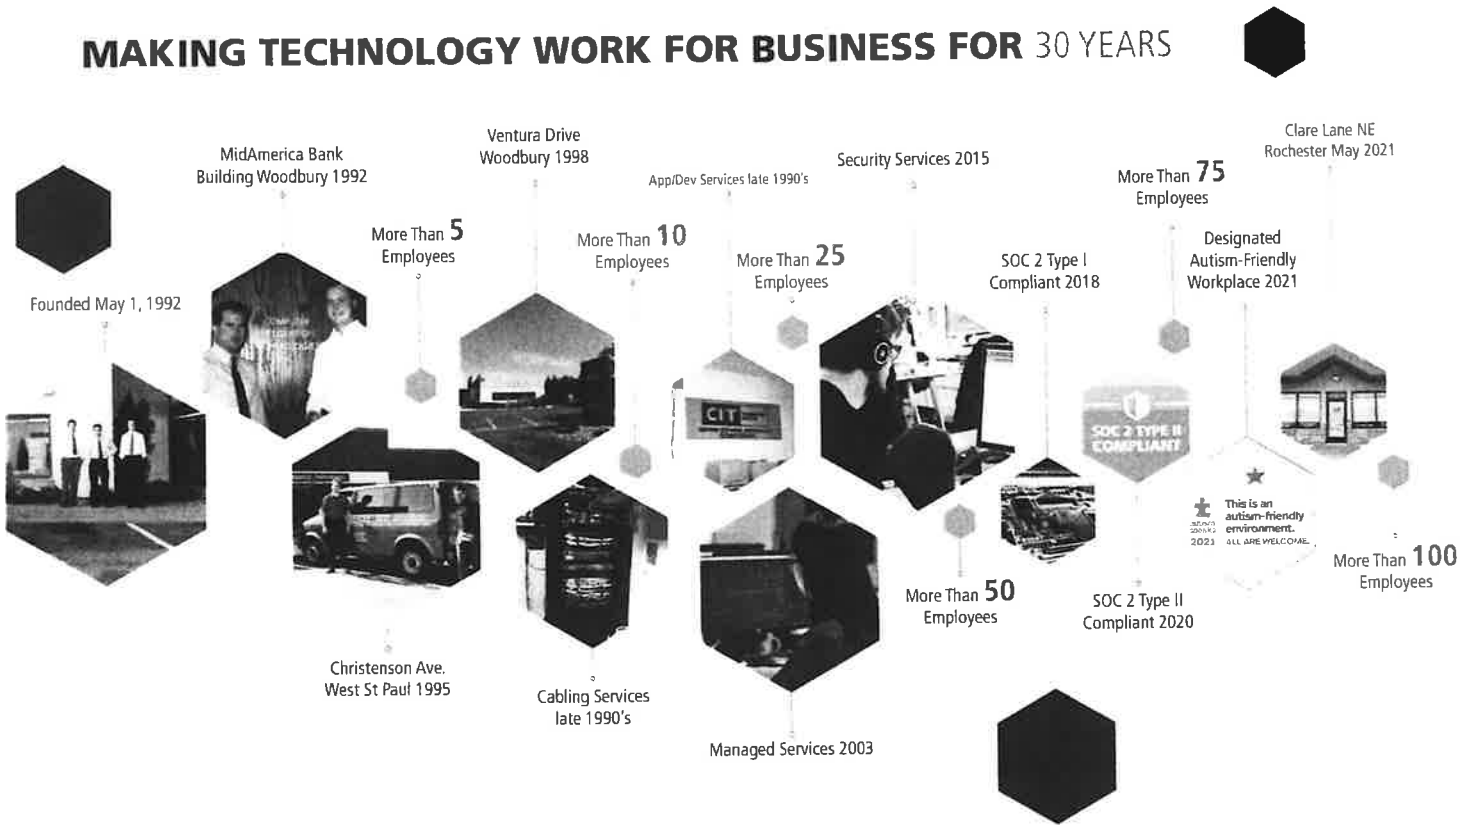 MAKING TECHNOLOGY WORK FOR BUSINESS FOR 30 YEARS
Founded May 1, 1992
MidAmerica Bank
Building Woodbury 1992
More Than 5
Employees
Christenson Ave.
West St Paul 1995
Ventura Drive
Woodbury 1998
More Than 10
Employees
Cabling Services
late 1990's
App/Dev Services late 1990's
CIT
More Than 25
Employees
Managed Services 2003
Security Services 2015
More Than 50
Employees
SOC 2 Type I
Compliant 2018
SOC 2 TYPE II
COMPLIANT
SOC 2 Type II
Compliant 2020
More Than 75
Employees
Designated
Autism-Friendly
Workplace 2021
This is an
autism-friendly
environment.
2021 ALL ARE WELCOME.
Clare Lane NE
Rochester May 2021
More Than 100
Employees